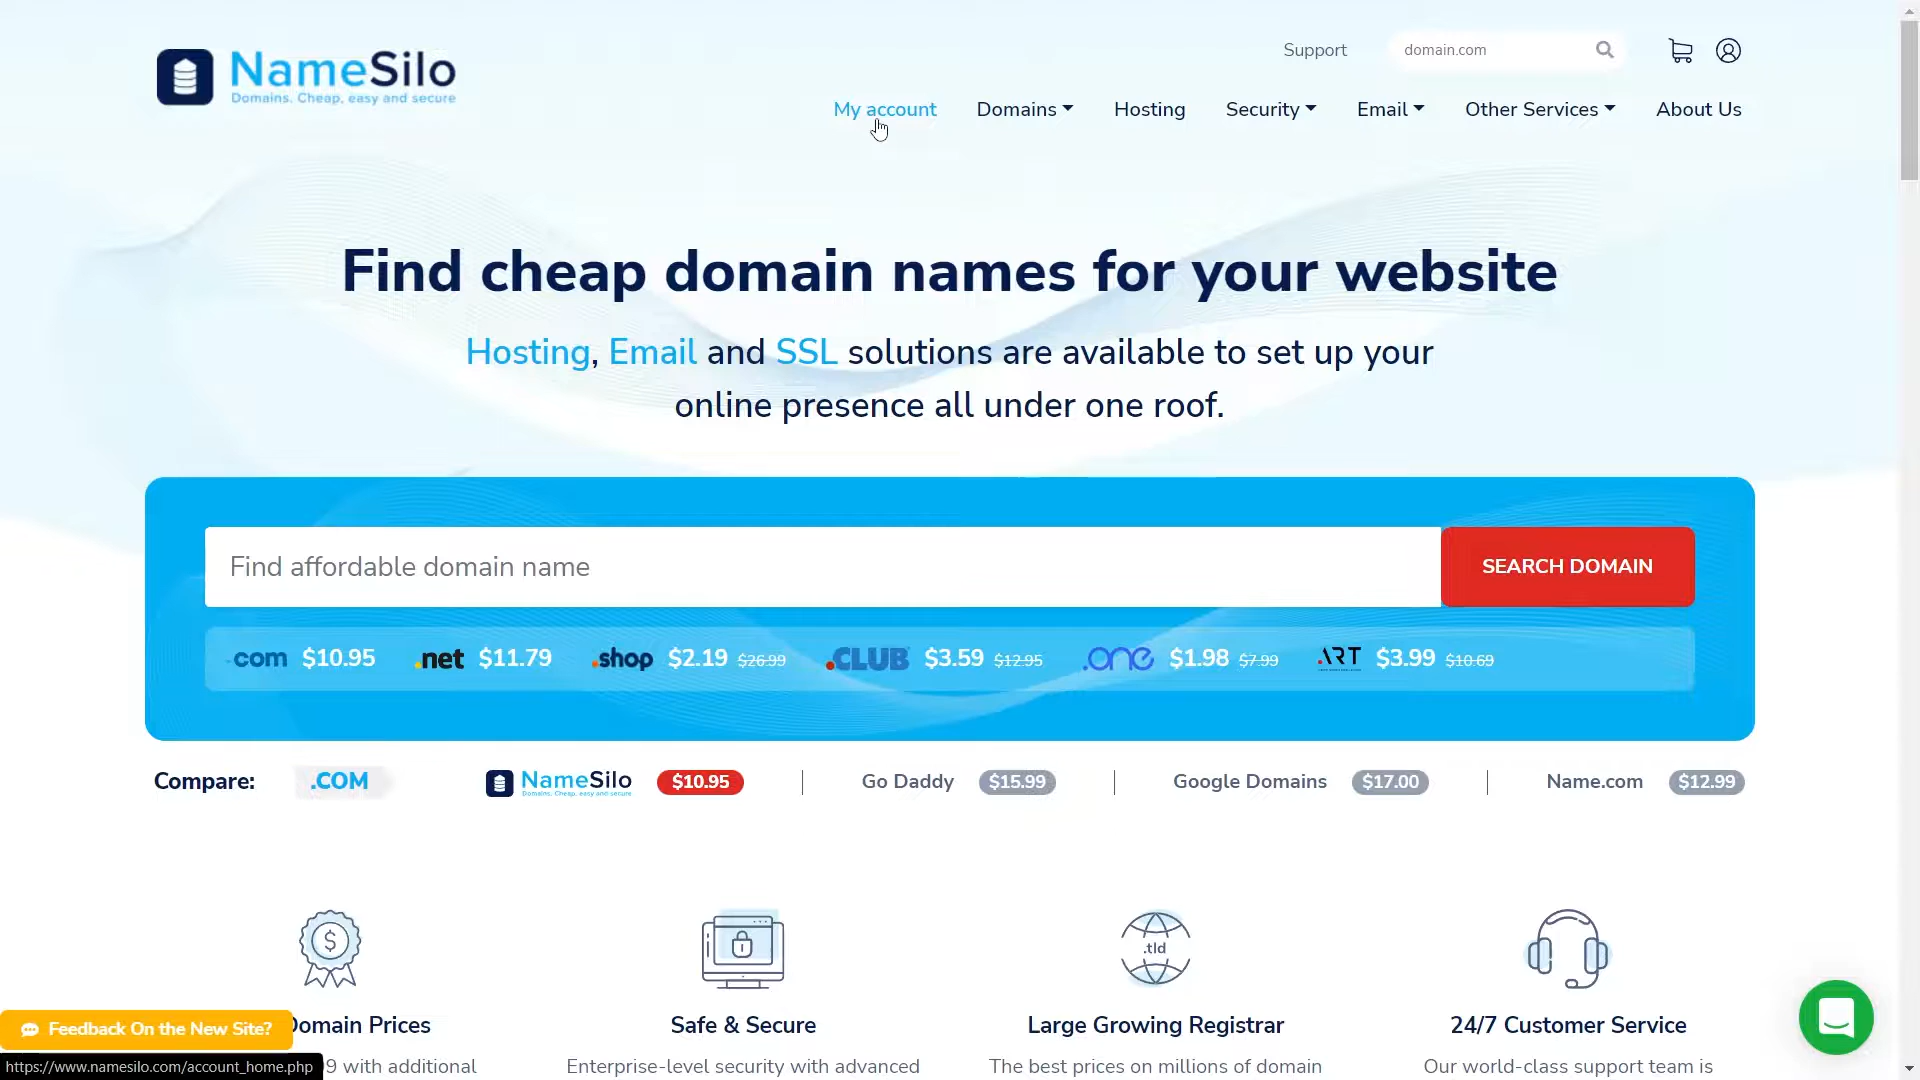 NameSilo
Domains. Cheap, easy and secure
Support
domain.com
My account
Domains
Hosting
Security
Email
Other Services
About Us
Find cheap domain names for your website
Hosting, Email and SSL solutions are available to set up your
online presence all under one roof.
Find affordable domain name
SEARCH DOMAIN
.com $10.95 .net $11.79 .shop $2.19 $26.99 .CLUB $3.59 $12.95 .one $1.98 $7.99 .ART $3.99 $10.69
Compare: .COM NameSilo $10.95 Go Daddy $15.99 Google Domains $17.00 Name.com $12.99
Domains. Cheap, easy and secure
.tld
Domain Prices
Safe & Secure
Large Growing Registrar
24/7 Customer Service
9 with additional
Enterprise-level security with advanced
The best prices on millions of domain
Our world-class support team is
Feedback On the New Site?
https://www.namesilo.com/account_home.php